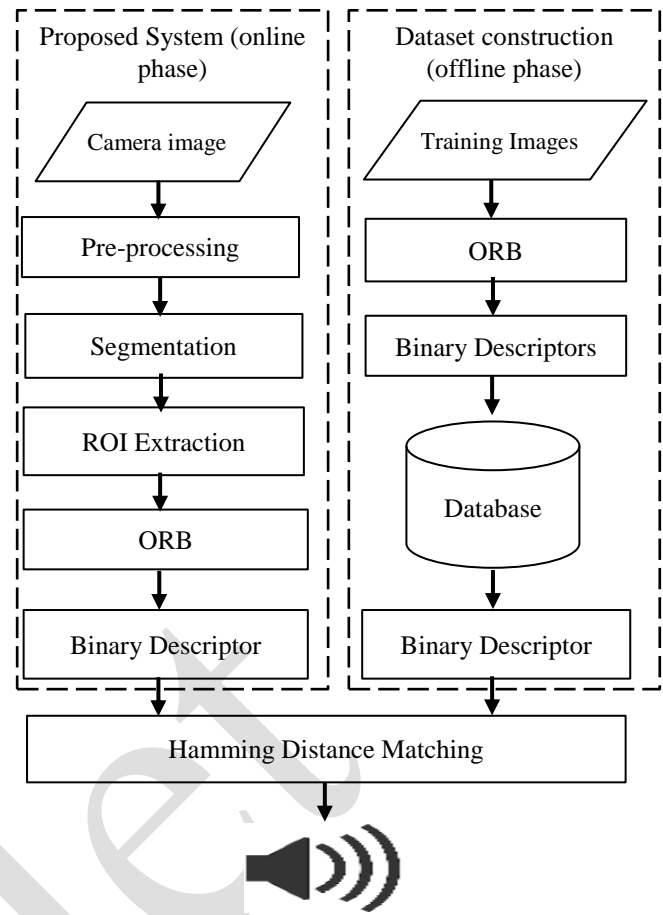 Proposed System (online
phase)
Camera image
Pre-processing
Segmentation
ROI Extraction
ORB
Binary Descriptor
Dataset construction
(offline phase)
Training Images
ORB
Binary Descriptors
Database
Binary Descriptor
Hamming Distance Matching